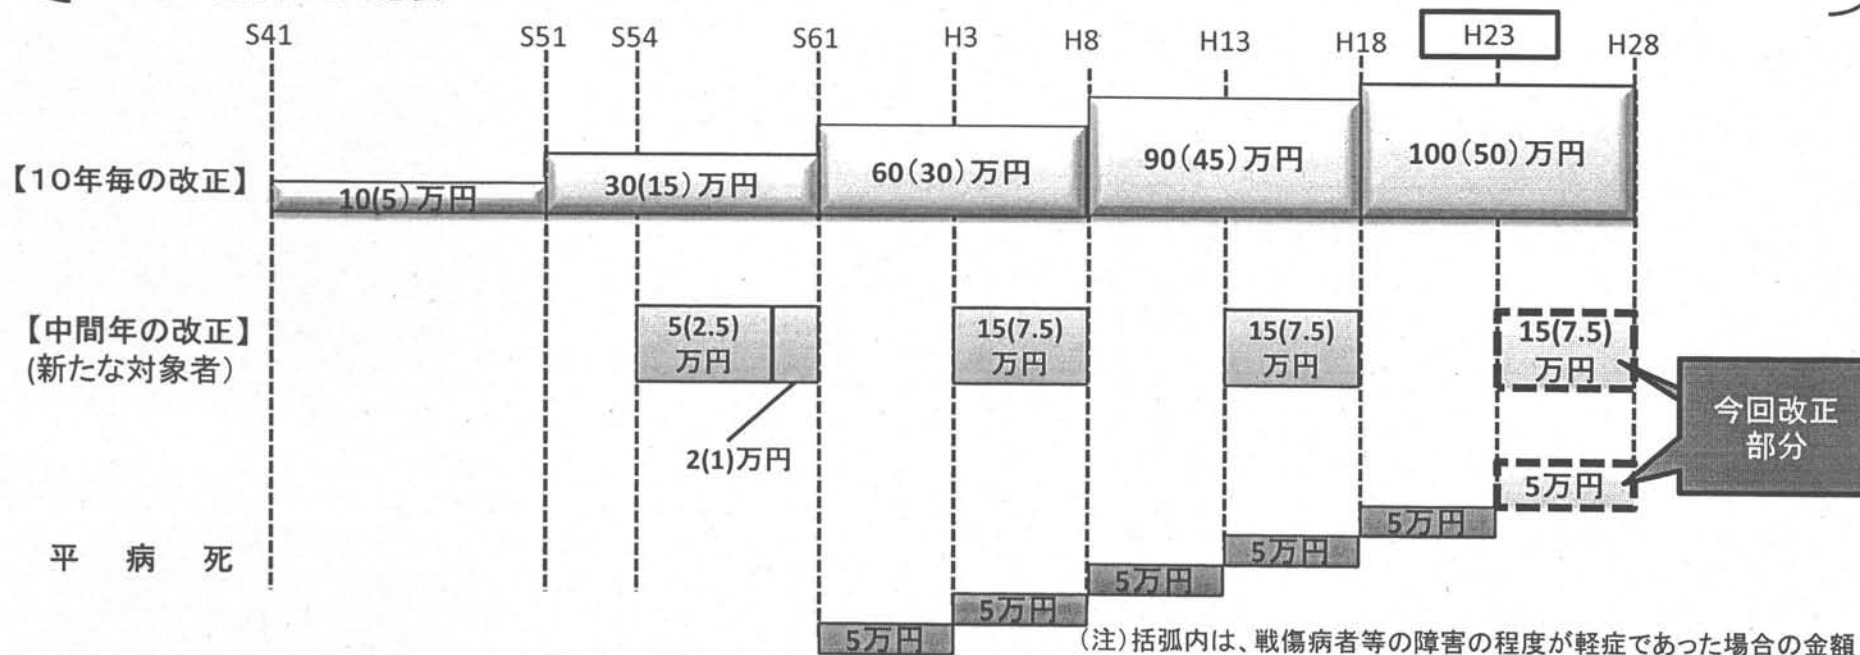 S41
S51
S54
S61
H3
H8
H13
H18
H23
H28
【10年毎の改正】
10(5)万円
30(15)万円
60(30)万円
90(45)万円
100(50)万円
【中間年の改正】
(新たな対象者)
5(2.5)
万円
2(1)万円
15(7.5)
万円
15(7.5)
万円
15(7.5)
万円
今回改正
部分
平 病 死
5万円
5万円
5万円
5万円
5万円
5万円
(注)括弧内は、戦傷病者等の障害の程度が軽症であった場合の金額